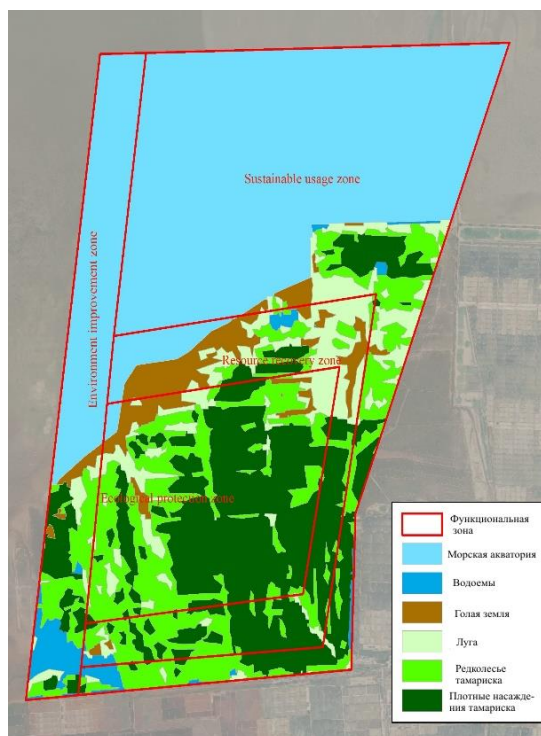 Sustainable usage zone
Environment improvement zone
Resource recovery zone
Ecological protection zone
Функциональная
зона
Морская акватория
Водоемы
Голая земля
Луга
Редколесье
тамариска
Плотные насажде-
ния тамариска